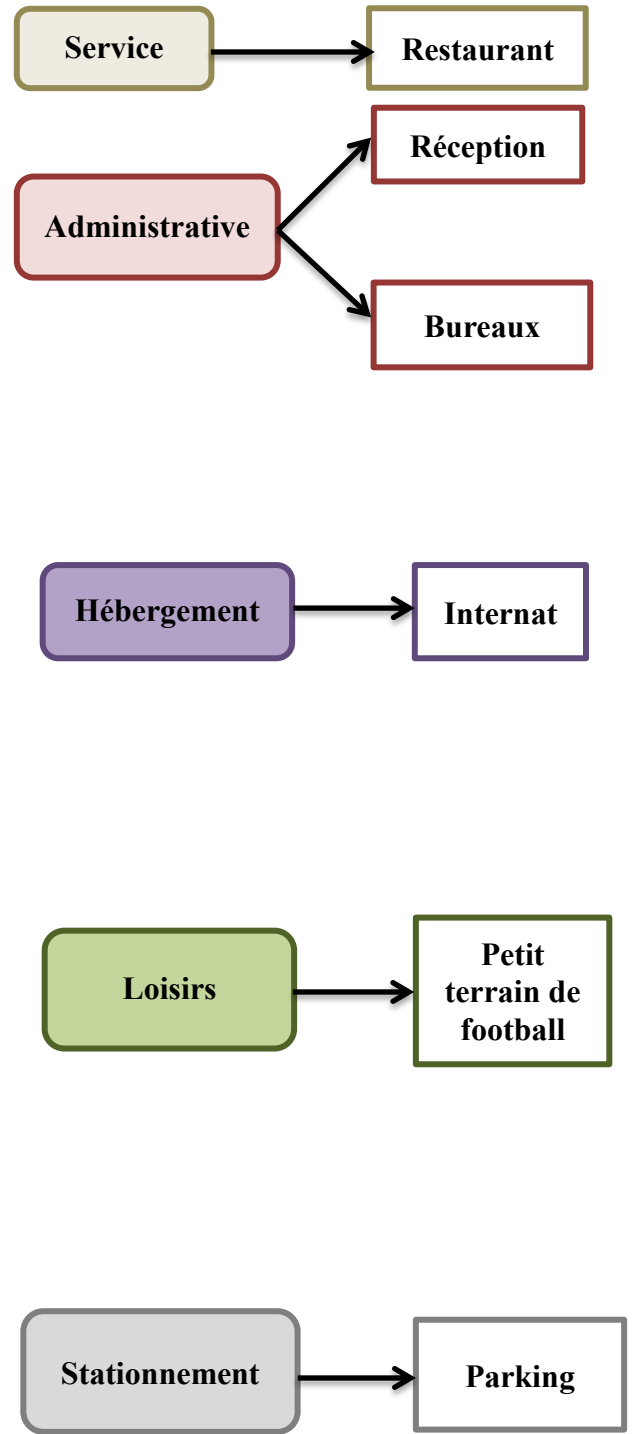 Service
Restaurant
Réception
Administrative
Bureaux
Hébergement
Internat
Loisirs
Petit
terrain de
football
Stationnement
Parking